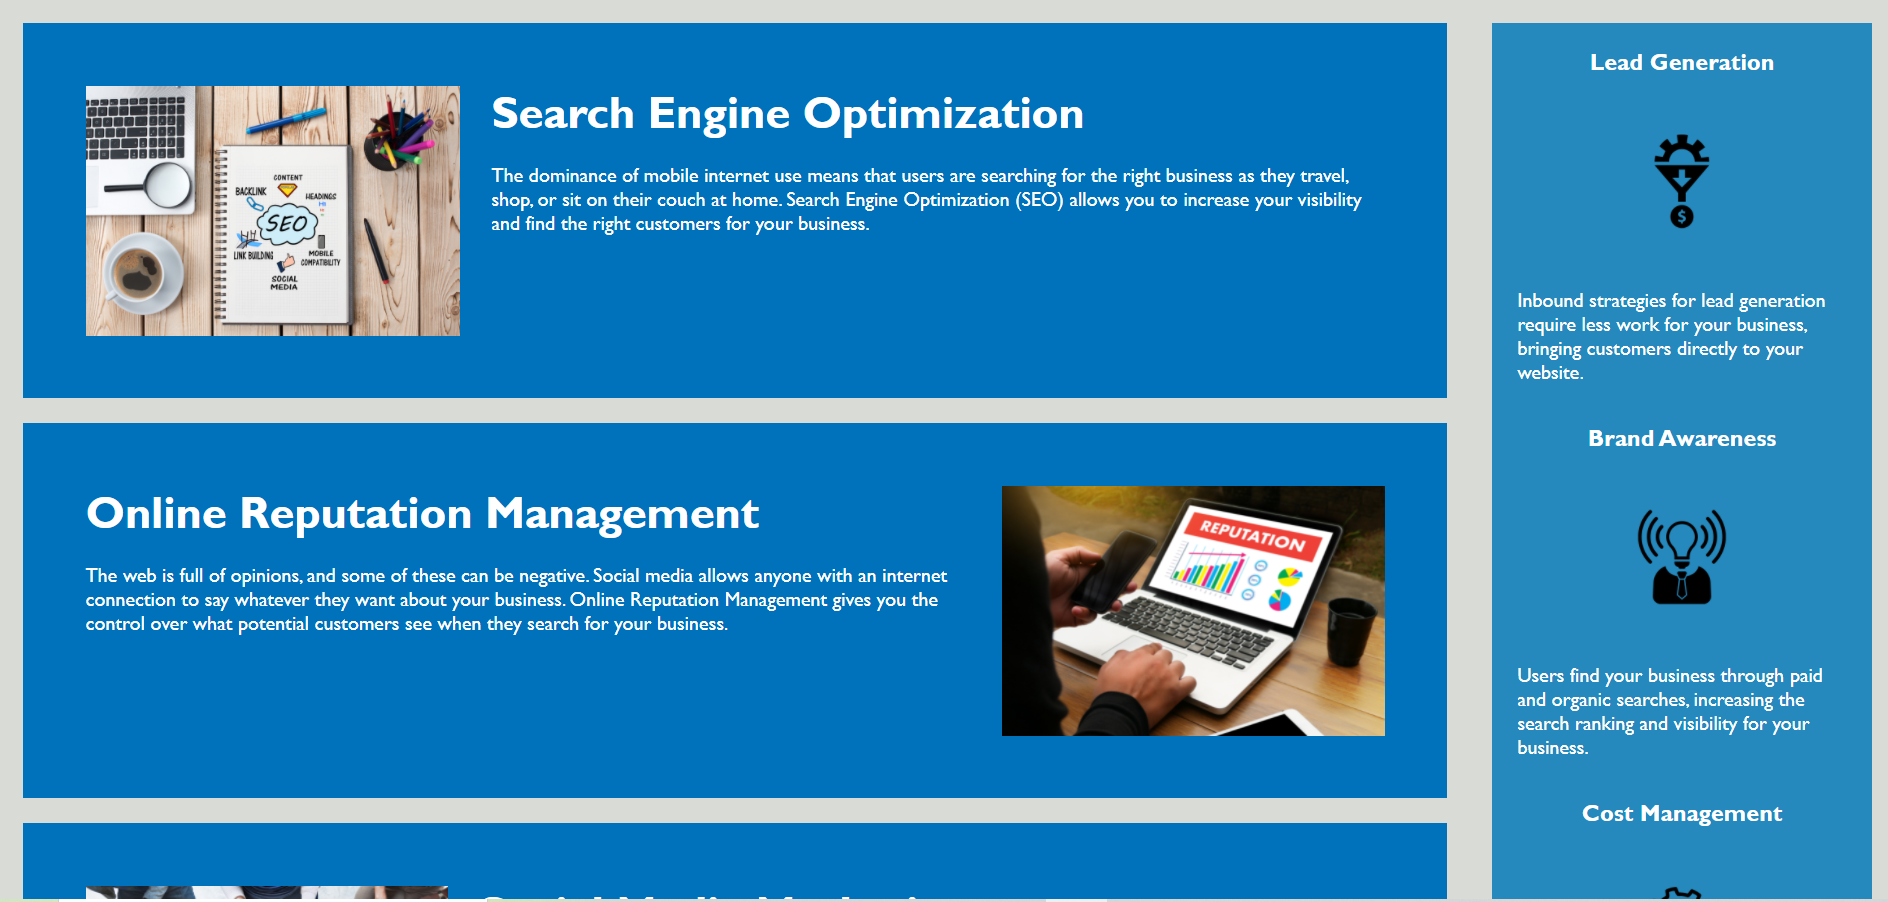 Search Engine Optimization
The dominance of mobile internet use means that users are searching for the right business as they travel,
shop, or sit on their couch at home. Search Engine Optimization (SEO) allows you to increase your visibility
and find the right customers for your business.
CONTENT
BACKLINK
HEADINGS
SEO
LINK BUILDING
MOBILE
COMPATIBILITY
SOCIAL
MEDIA
Online Reputation Management
The web is full of opinions, and some of these can be negative. Social media allows anyone with an internet
connection to say whatever they want about your business. Online Reputation Management gives you the
control over what potential customers see when they search for your business.
REPUTATION
Lead Generation
$
Inbound strategies for lead generation
require less work for your business,
bringing customers directly to your
website.
Brand Awareness
Users find your business through paid
and organic searches, increasing the
search ranking and visibility for your
business.
Cost Management